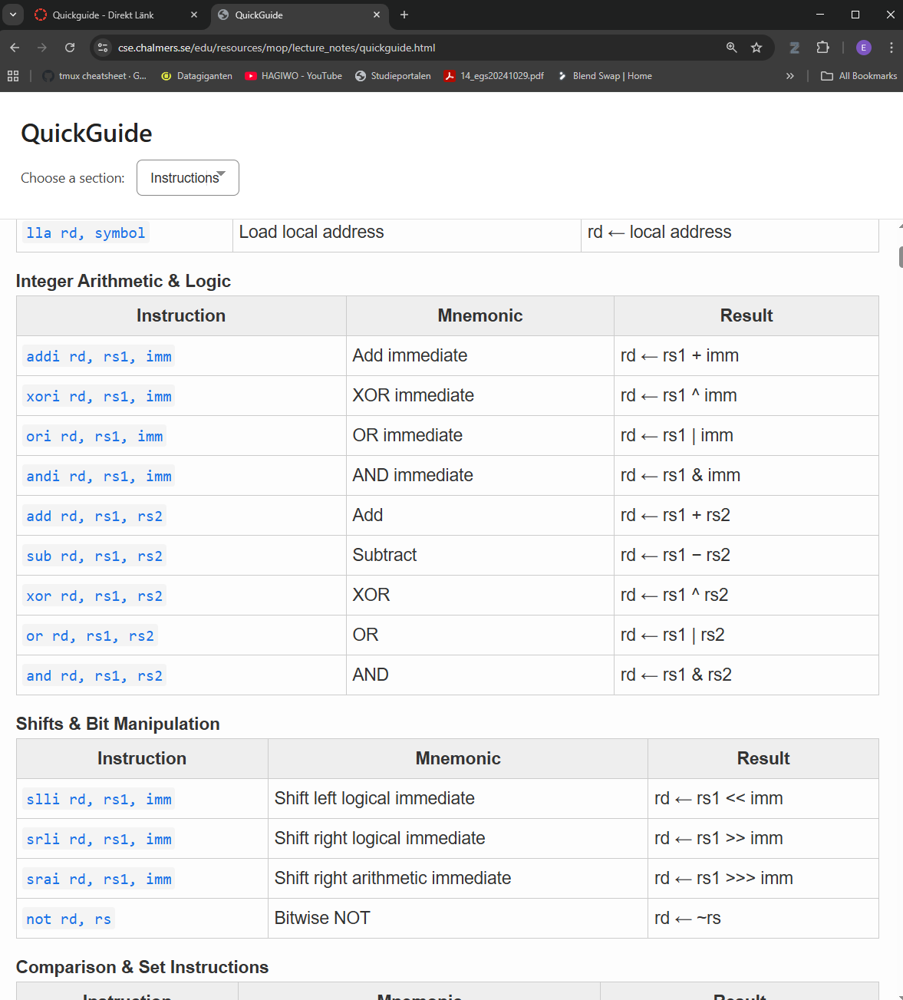 Quickguide - Direkt Länk
QuickGuide
cse.chalmers.se/edu/resources/mop/lecture_notes/quickguide.html
E
tmux cheatsheet · G...
Datagiganten
HAGIWO - YouTube
Studieportalen
14_egs20241029.pdf
Blend Swap | Home
»
All Bookmarks
QuickGuide
Choose a section: Instructions
lla rd, symbol Load local address rd ← local address
Integer Arithmetic & Logic
Instruction Mnemonic Result
addi rd, rs1, imm Add immediate rd ← rs1 + imm
xori rd, rs1, imm XOR immediate rd ← rs1 ^ imm
ori rd, rs1, imm OR immediate rd ← rs1 | imm
andi rd, rs1, imm AND immediate rd ← rs1 & imm
add rd, rs1, rs2 Add rd ← rs1 + rs2
sub rd, rs1, rs2 Subtract rd ← rs1 − rs2
xor rd, rs1, rs2 XOR rd ← rs1 ^ rs2
or rd, rs1, rs2 OR rd ← rs1 | rs2
and rd, rs1, rs2 AND rd ← rs1 & rs2
Shifts & Bit Manipulation
Instruction Mnemonic Result
slli rd, rs1, imm Shift left logical immediate rd ← rs1 << imm
srli rd, rs1, imm Shift right logical immediate rd ← rs1 >> imm
srai rd, rs1, imm Shift right arithmetic immediate rd ← rs1 >>> imm
not rd, rs Bitwise NOT rd ← ~rs
Comparison & Set Instructions
Instruction Mnemonic Result